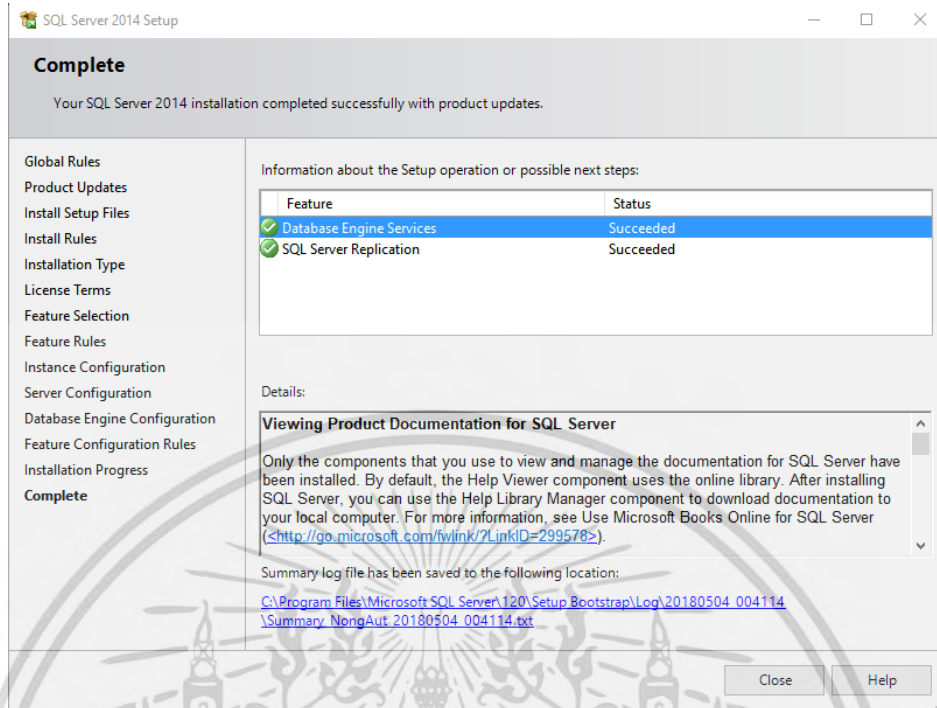 SQL Server 2014 Setup
Complete
Your SQL Server 2014 installation completed successfully with product updates.
Global Rules
Product Updates
Install Setup Files
Install Rules
Installation Type
License Terms
Feature Selection
Feature Rules
Instance Configuration
Server Configuration
Database Engine Configuration
Feature Configuration Rules
Installation Progress
Complete
Information about the Setup operation or possible next steps:
Feature Status
Database Engine Services Succeeded
SQL Server Replication Succeeded
Details:
Viewing Product Documentation for SQL Server
Only the components that you use to view and manage the documentation for SQL Server have
been installed. By default, the Help Viewer component uses the online library. After installing
SQL Server, you can use the Help Library Manager component to download documentation to
your local computer. For more information, see Use Microsoft Books Online for SQL Server
(<http://go.microsoft.com/fwlink/?LinkID=299578>).
Summary log file has been saved to the following location:
C:\Program Files\Microsoft SQL Server\120\Setup Bootstrap\Log\20180504_004114
\Summary_NongAut_20180504_004114.txt
Close Help